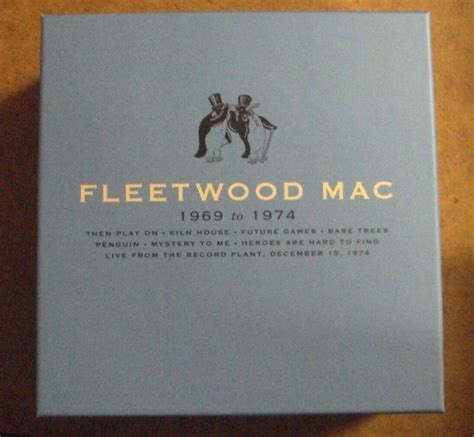 FLEETWOOD MAC
1969 to 1974
THEN PLAY ON • KILN HOUSE • FUTURE GAMES • BARE TREES
PENGUIN • MYSTERY TO ME • HEROES ARE HARD TO FIND
LIVE FROM THE RECORD PLANT, DECEMBER 15, 1974